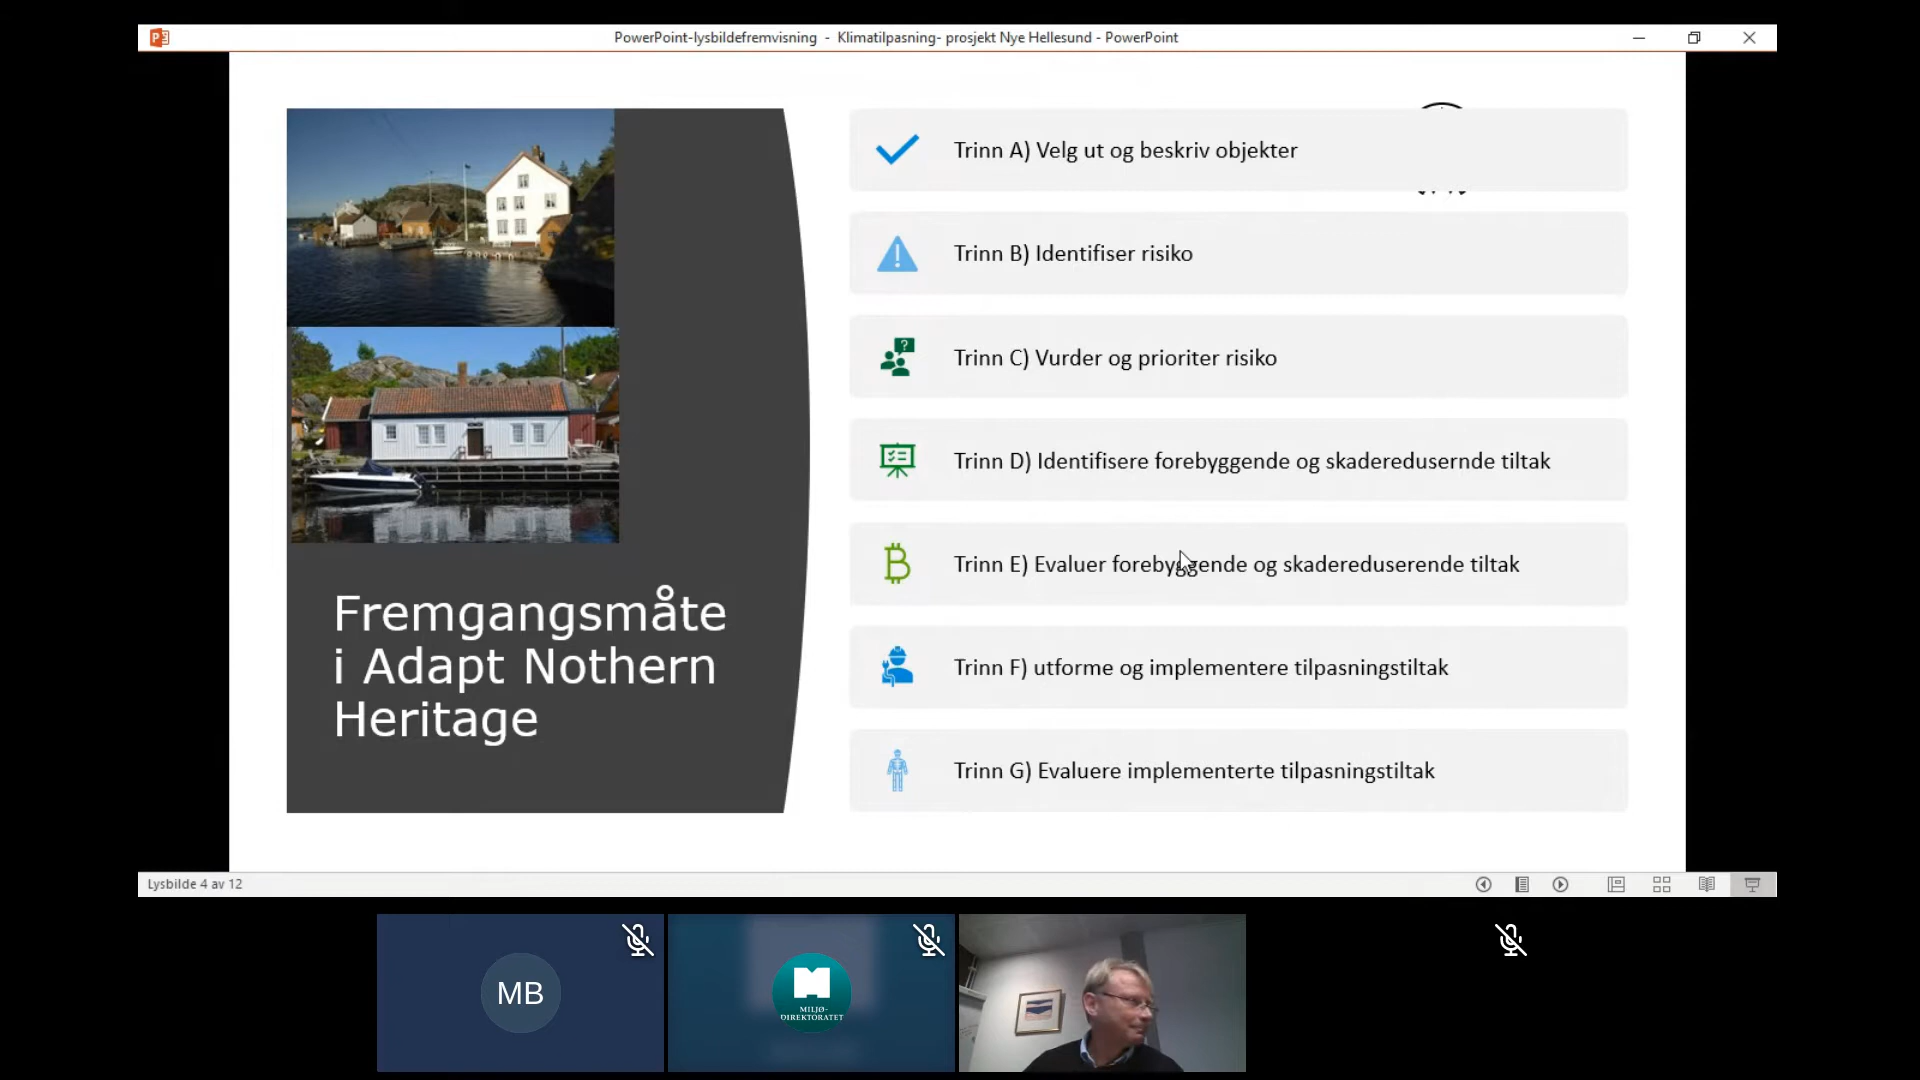 PowerPoint-lysbildefremvisning - Klimatilpasning- prosjekt Nye Hellesund - PowerPoint
Trinn A) Velg ut og beskriv objekter
Trinn B) Identifiser risiko
Trinn C) Vurder og prioriter risiko
Trinn D) Identifisere forebyggende og skaderedusernde tiltak
Trinn E) Evaluer forebyggende og skadereduserende tiltak
Trinn F) utforme og implementere tilpasningstiltak
Trinn G) Evaluere implementerte tilpasningstiltak
Fremgangsmåte
i Adapt Nothern
Heritage
Lysbilde 4 av 12
MB
MILJØ-
DIREKTORATET